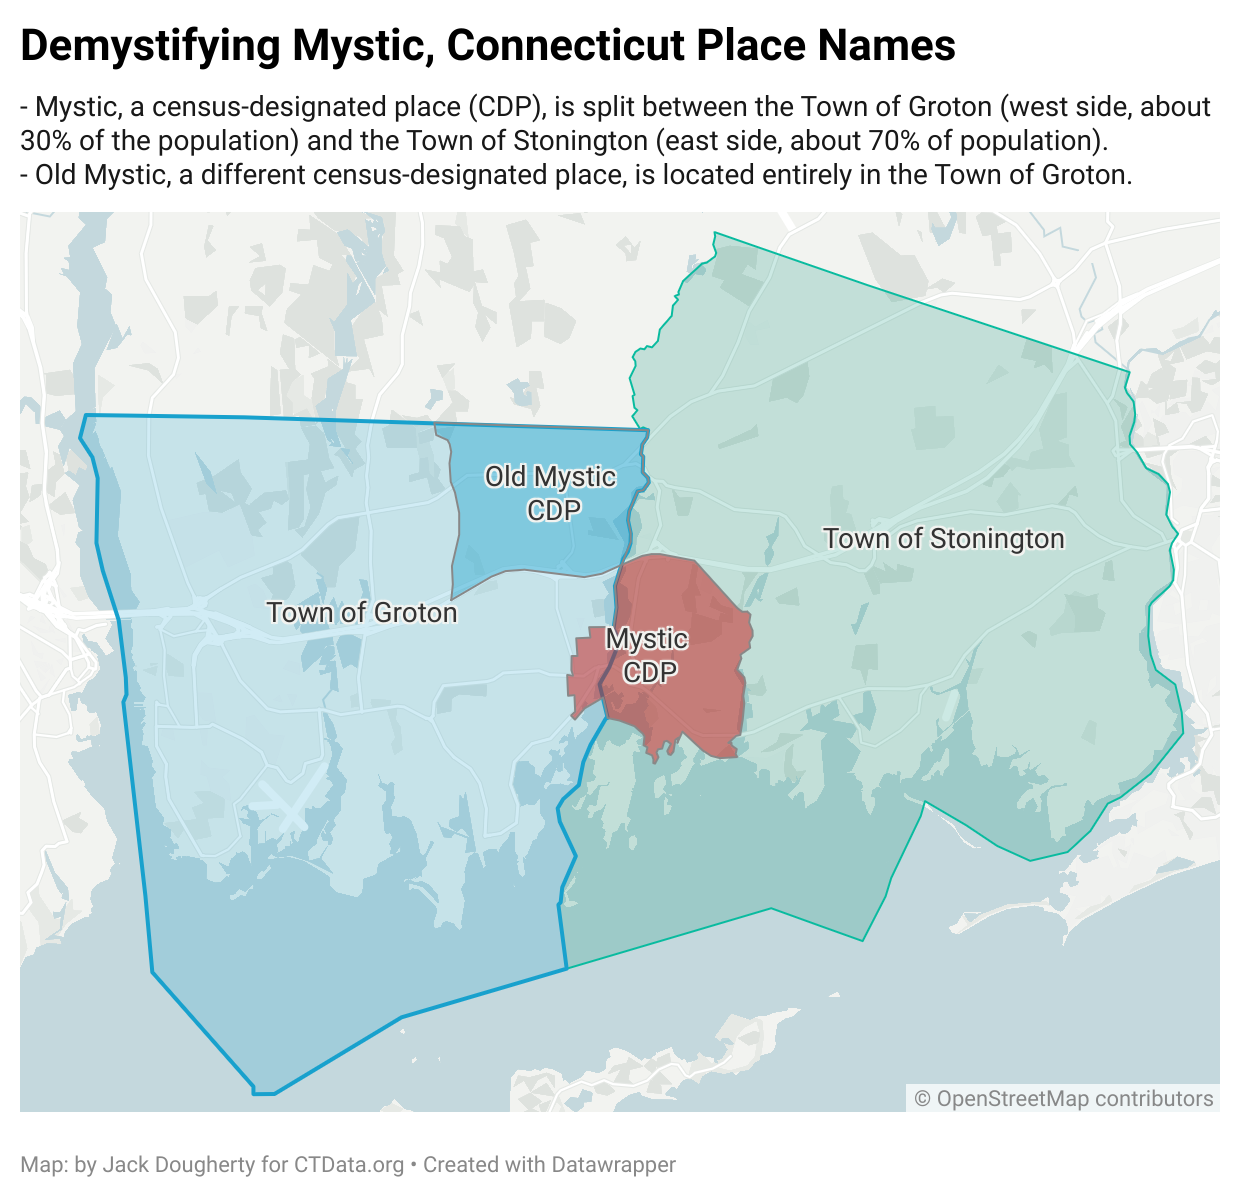 Demystifying Mystic, Connecticut Place Names
- Mystic, a census-designated place (CDP), is split between the Town of Groton (west side, about
30% of the population) and the Town of Stonington (east side, about 70% of population).
- Old Mystic, a different census-designated place, is located entirely in the Town of Groton.
Old Mystic
CDP
Town of Stonington
Town of Groton
Mystic
CDP
© OpenStreetMap contributors
Map: by Jack Dougherty for CTData.org • Created with Datawrapper